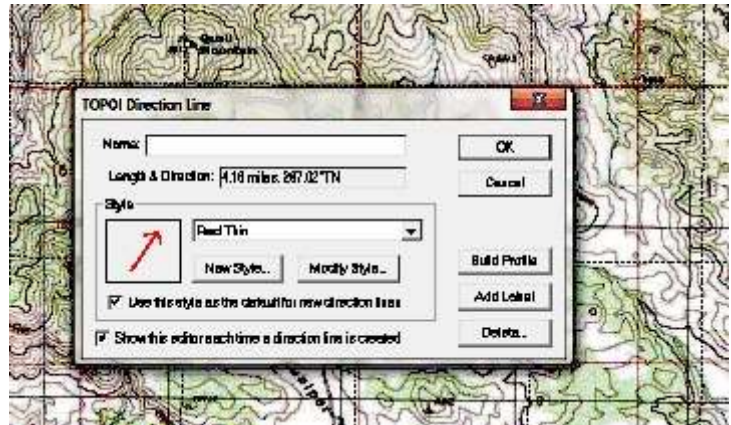 Quail
Mountain
TOPO! Direction Line
Name:
OK
Length & Direction: 4.16 miles, 267.02°TN
Cancel
Style
Red Thin
New Style...
Modify Style...
Build Profile
Use this style as the default for new direction lines
Add Label
Show this editor each time a direction line is created
Delete...